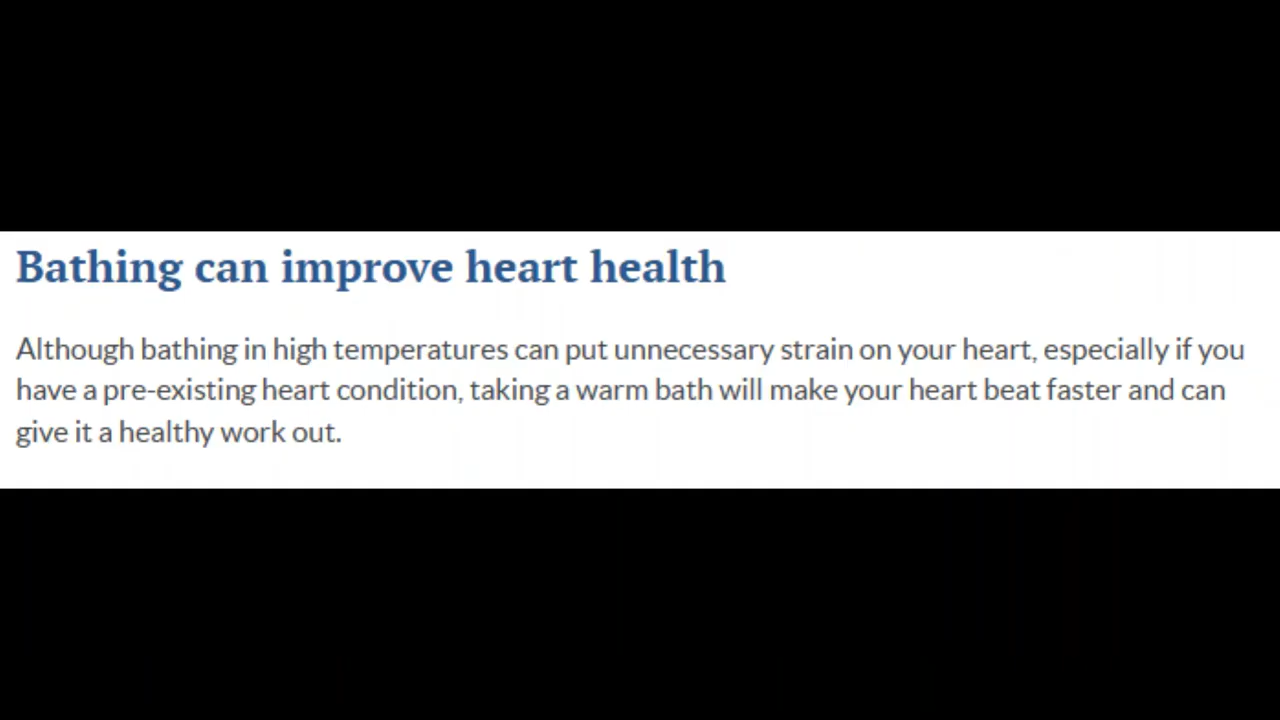 Bathing can improve heart health
Although bathing in high temperatures can put unnecessary strain on your heart, especially if you
have a pre-existing heart condition, taking a warm bath will make your heart beat faster and can
give it a healthy work out.